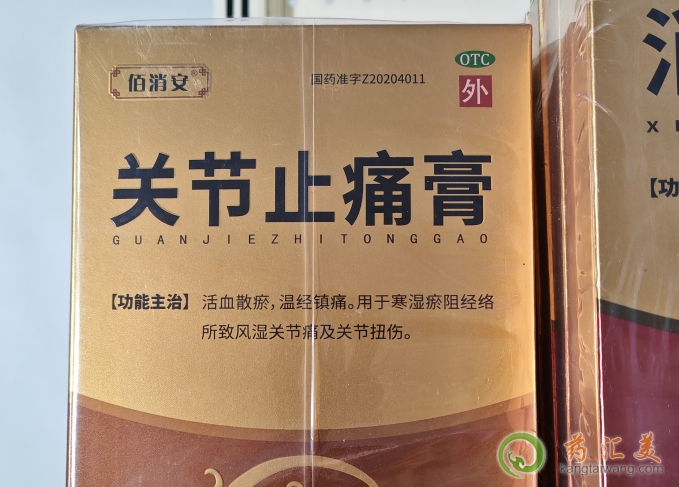 佰消安®
国药准字Z20204011
OTC
外
关节止痛膏
GUANJIEZHITONGGAO
【功能主治】 活血散瘀，温经镇痛。用于寒湿瘀阻经络
所致风湿关节痛及关节扭伤。
消
X
【功
药汇美
kangtaiwang.com